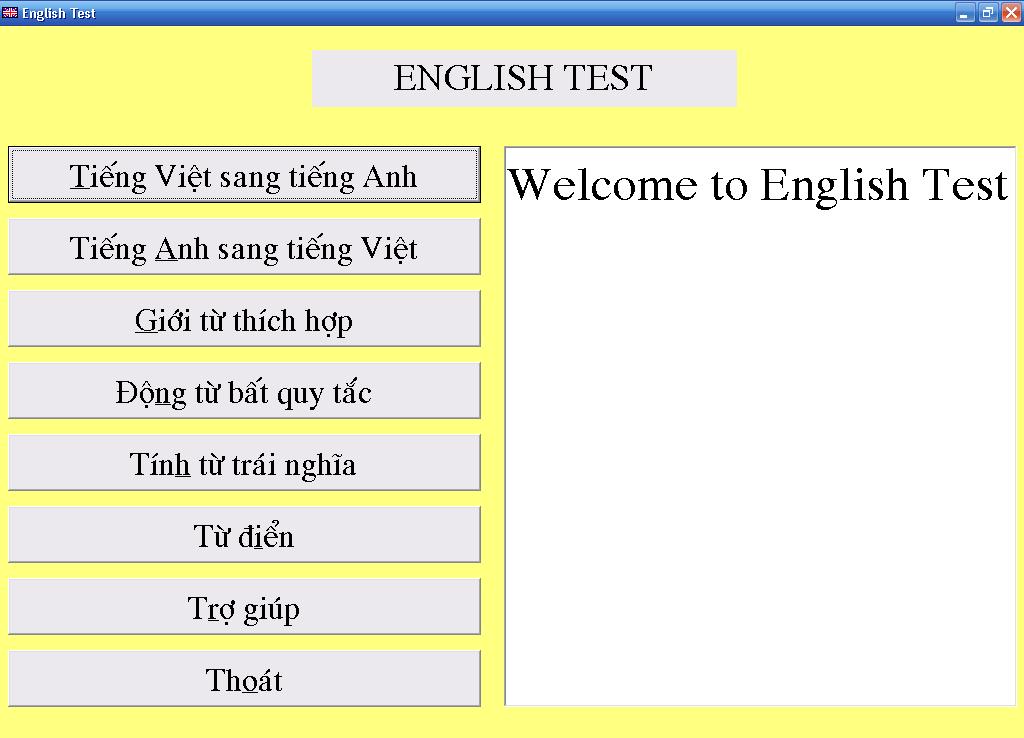 English Test
ENGLISH TEST
Tiếng Việt sang tiếng Anh
Tiếng Anh sang tiếng Việt
Giới từ thích hợp
Động từ bất quy tắc
Tính từ trái nghĩa
Từ điển
Trợ giúp
Thoát
Welcome to English Test